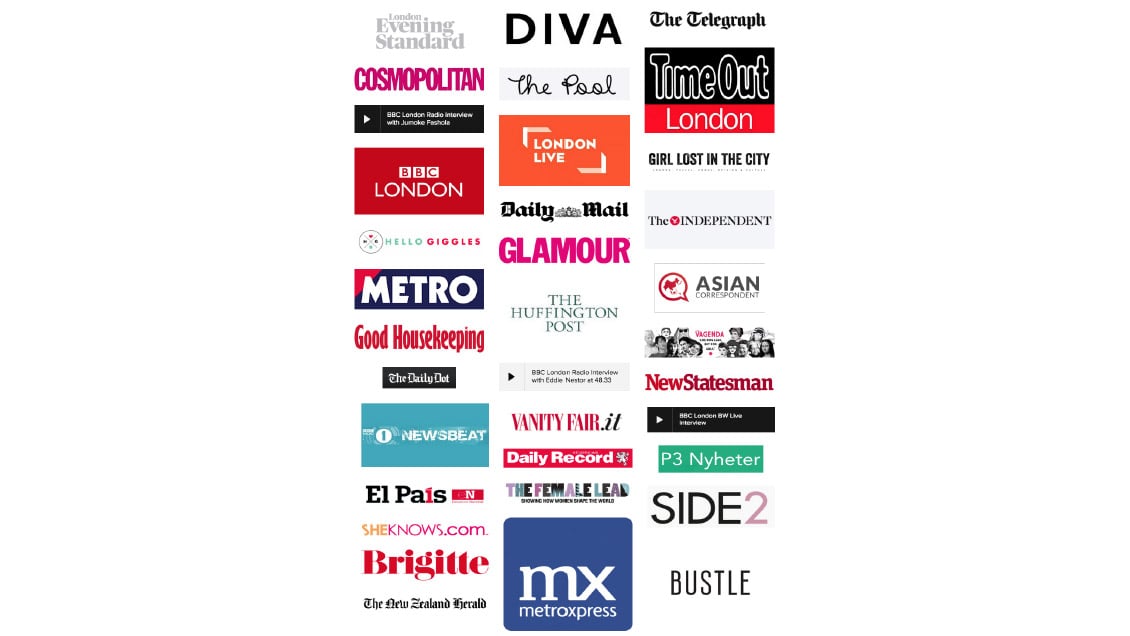 London
Evening
Standard
COSMOPOLITAN
BBC London Radio Interview
with Jumoke Fashola
BBC
LONDON
HELLO GIGGLES
METRO
Good Housekeeping
The Daily Dot
1 NEWSBEAT
El País N
SHEKNOWS.com
Brigitte
The New Zealand Herald
DIVA
The Pool
LONDON
LIVE
Daily Mail
GLAMOUR
THE
HUFFINGTON
POST
BBC London Radio Interview
with Eddie Nestor at 48.33
VANITY FAIR.it
Daily Record
THE FEMALE LEAD
SHOWING HOW WOMEN SHAPE THE WORLD
mx
metroxpress
The Telegraph
Time Out
London
GIRL LOST IN THE CITY
The INDEPENDENT
ASIAN
CORRESPONDENT
VAGENDA
NewStatesman
BBC London BW Live
Interview
P3 Nyheter
SIDE2
BUSTLE